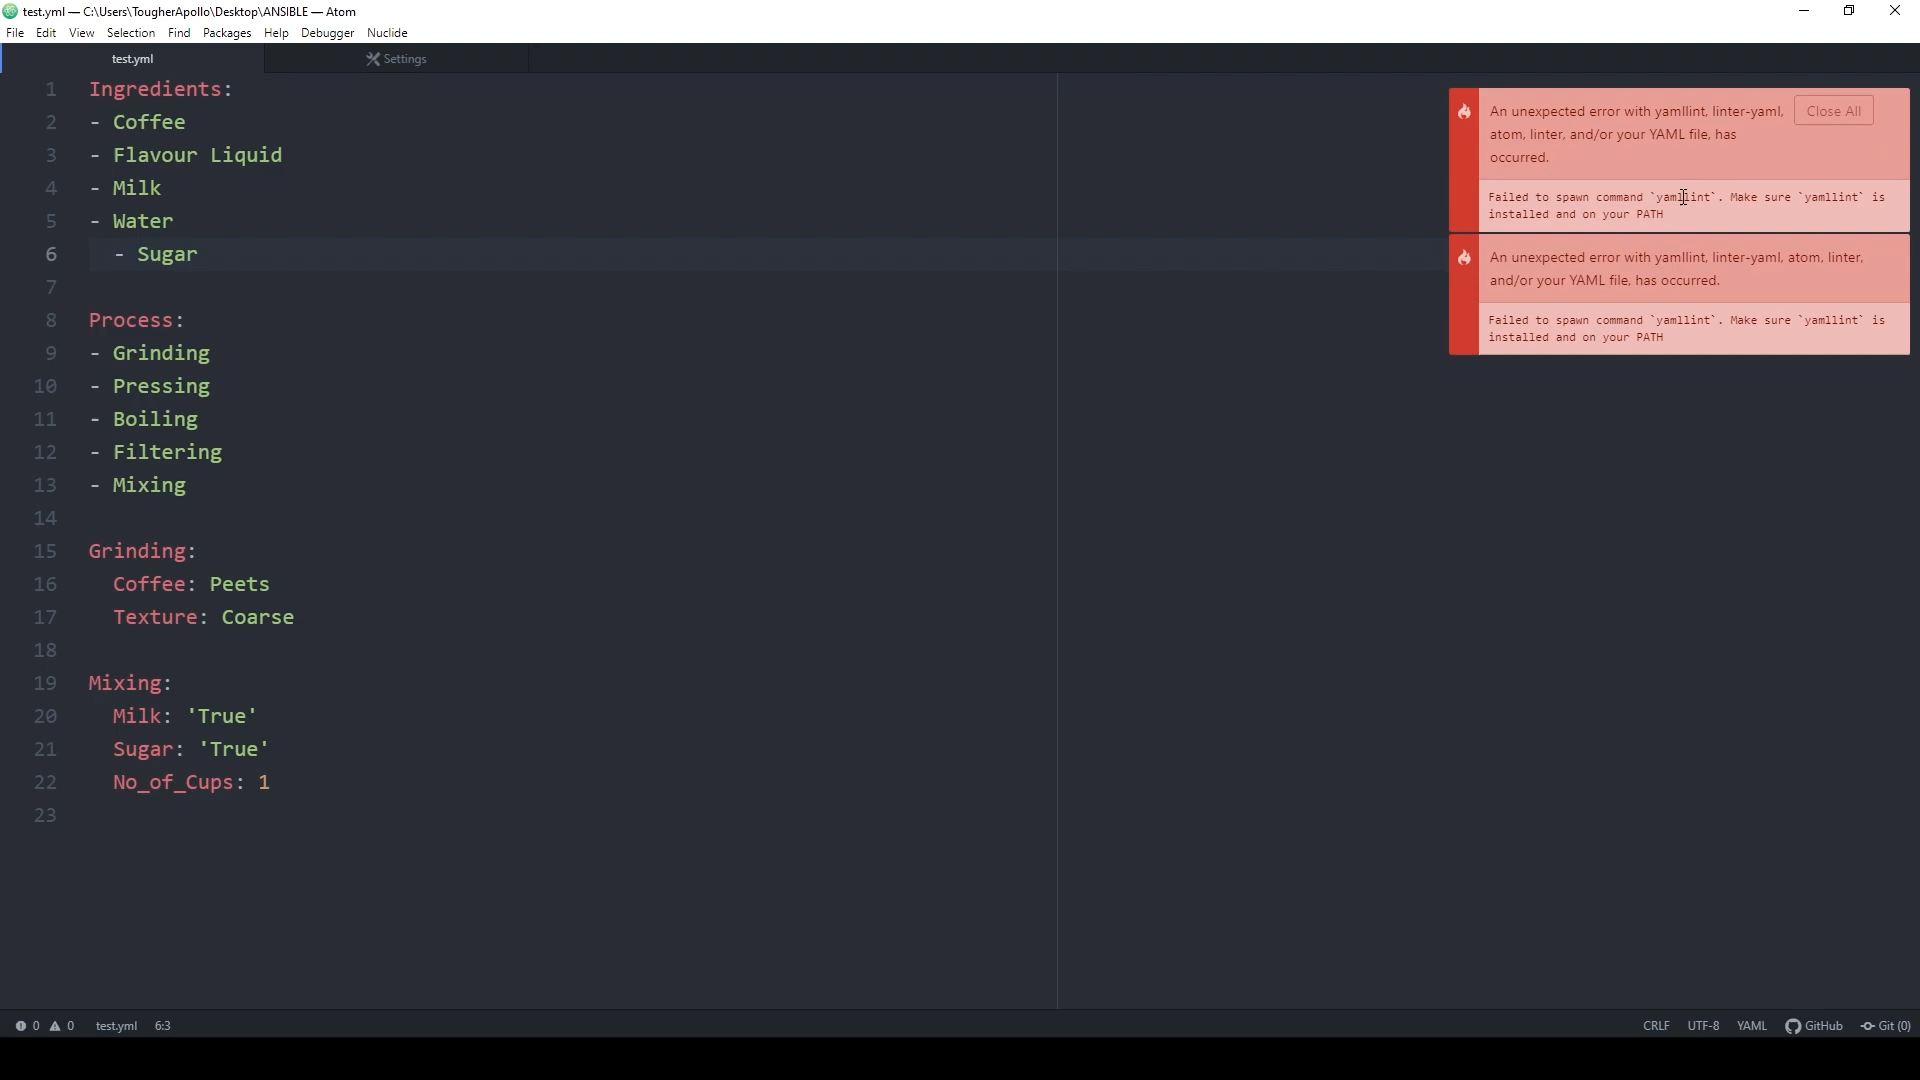 test.yml — C:\Users\TougherApollo\Desktop\ANSIBLE — Atom
File Edit View Selection Find Packages Help Debugger Nuclide
test.yml Settings
1 Ingredients:
2 - Coffee
3 - Flavour Liquid
4 - Milk
5 - Water
6   - Sugar
7
8 Process:
9 - Grinding
10 - Pressing
11 - Boiling
12 - Filtering
13 - Mixing
14
15 Grinding:
16   Coffee: Peets
17   Texture: Coarse
18
19 Mixing:
20   Milk: 'True'
21   Sugar: 'True'
22   No_of_Cups: 1
23
An unexpected error with yamllint, linter-yaml, Close All
atom, linter, and/or your YAML file, has
occurred.
Failed to spawn command `yamllint`. Make sure `yamllint` is
installed and on your PATH
An unexpected error with yamllint, linter-yaml, atom, linter,
and/or your YAML file, has occurred.
Failed to spawn command `yamllint`. Make sure `yamllint` is
installed and on your PATH
0 0 test.yml 6:3 CRLF UTF-8 YAML GitHub Git (0)